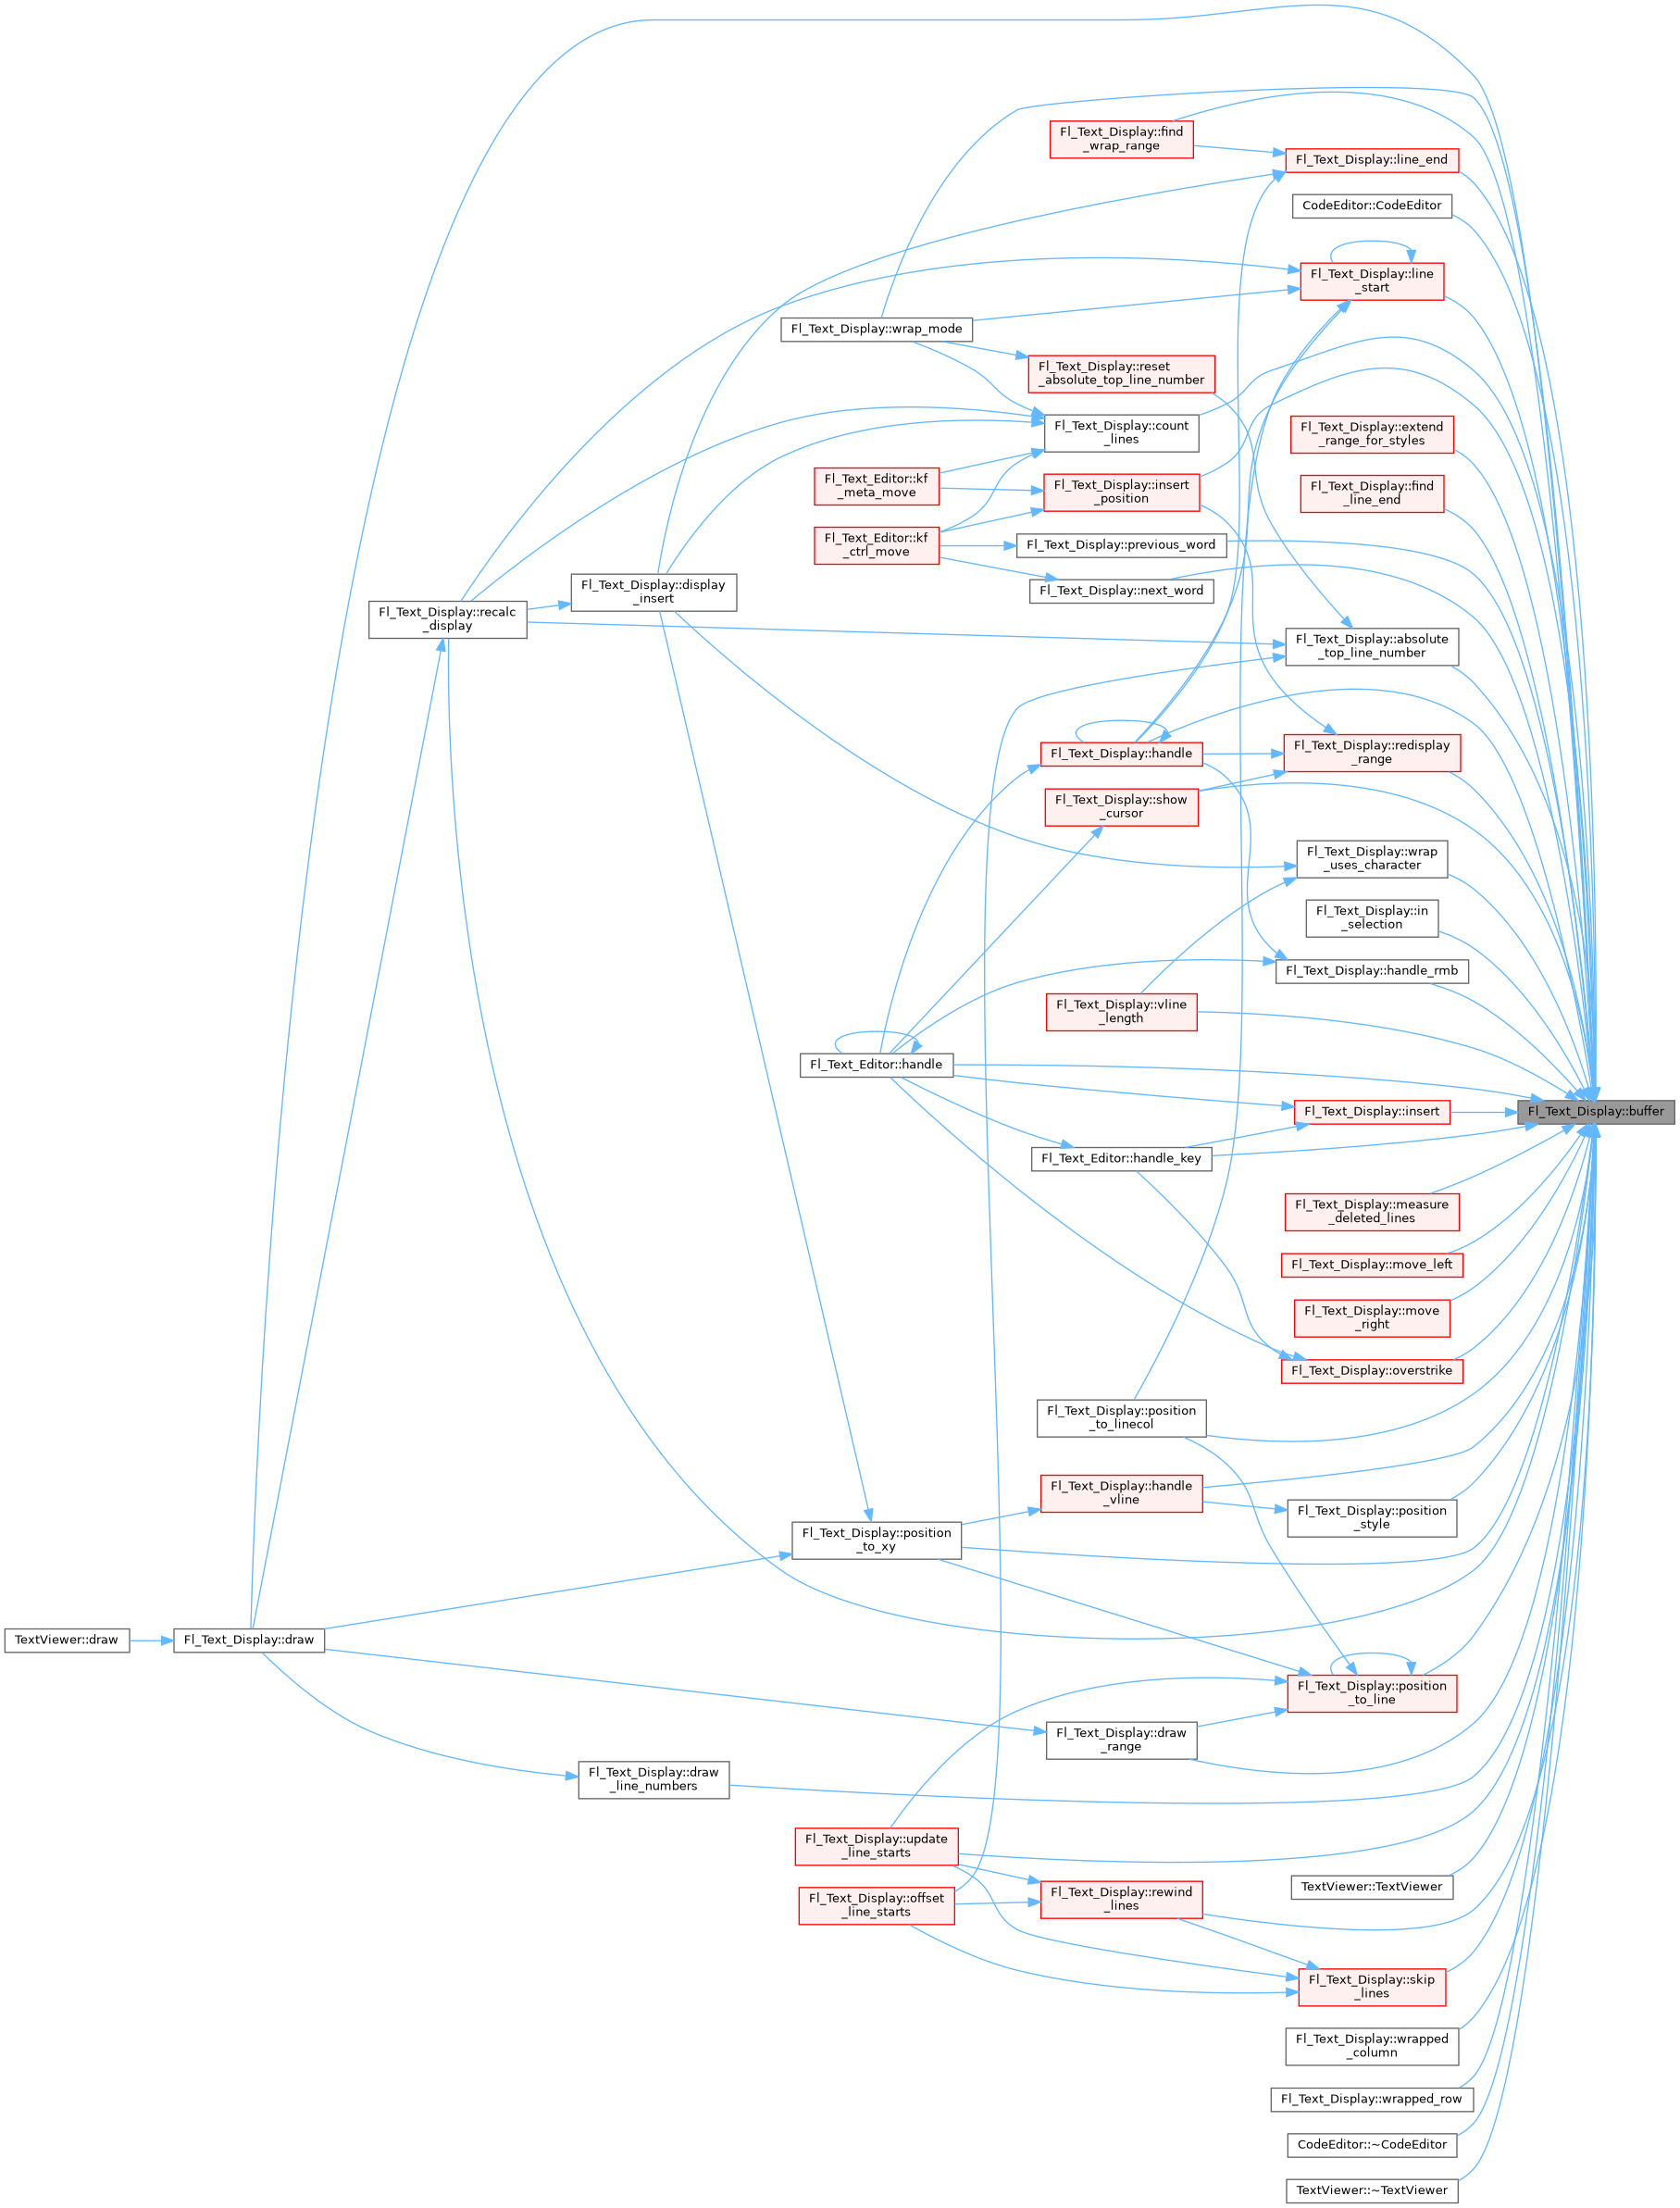 Fl_Text_Display::find
_wrap_range
Fl_Text_Display::line_end
CodeEditor::CodeEditor
Fl_Text_Display::line
_start
Fl_Text_Display::wrap_mode
Fl_Text_Display::reset
_absolute_top_line_number
Fl_Text_Display::count
_lines
Fl_Text_Display::extend
_range_for_styles
Fl_Text_Editor::kf
_meta_move
Fl_Text_Display::insert
_position
Fl_Text_Display::find
_line_end
Fl_Text_Editor::kf
_ctrl_move
Fl_Text_Display::previous_word
Fl_Text_Display::next_word
Fl_Text_Display::display
_insert
Fl_Text_Display::recalc
_display
Fl_Text_Display::absolute
_top_line_number
Fl_Text_Display::handle
Fl_Text_Display::redisplay
_range
Fl_Text_Display::show
_cursor
Fl_Text_Display::wrap
_uses_character
Fl_Text_Display::in
_selection
Fl_Text_Display::handle_rmb
Fl_Text_Display::vline
_length
Fl_Text_Editor::handle
Fl_Text_Display::insert
Fl_Text_Display::buffer
Fl_Text_Editor::handle_key
Fl_Text_Display::measure
_deleted_lines
Fl_Text_Display::move_left
Fl_Text_Display::move
_right
Fl_Text_Display::overstrike
Fl_Text_Display::position
_to_linecol
Fl_Text_Display::handle
_vline
Fl_Text_Display::position
_style
Fl_Text_Display::position
_to_xy
TextViewer::draw
Fl_Text_Display::draw
Fl_Text_Display::position
_to_line
Fl_Text_Display::draw
_range
Fl_Text_Display::draw
_line_numbers
Fl_Text_Display::update
_line_starts
TextViewer::TextViewer
Fl_Text_Display::offset
_line_starts
Fl_Text_Display::rewind
_lines
Fl_Text_Display::skip
_lines
Fl_Text_Display::wrapped
_column
Fl_Text_Display::wrapped_row
CodeEditor::~CodeEditor
TextViewer::~TextViewer